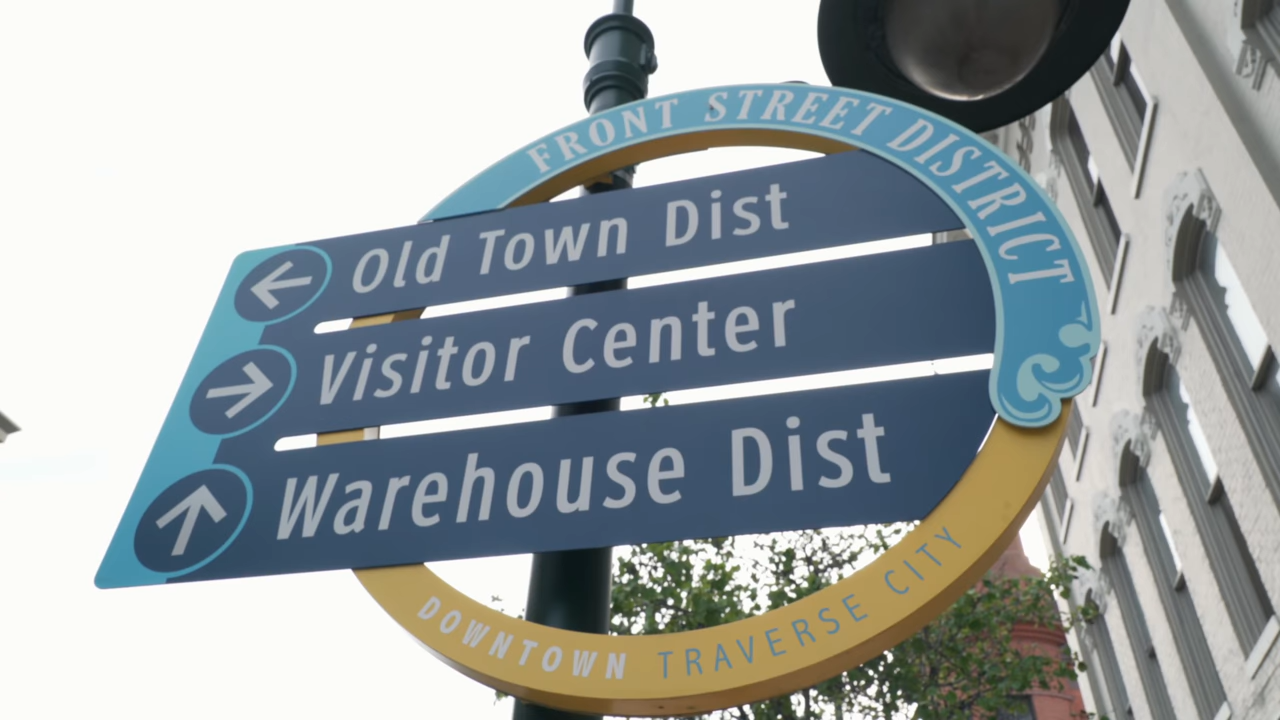 FRONT STREET DISTRICT
Old Town Dist
Visitor Center
Warehouse Dist
DOWNTOWN TRAVERSE CITY